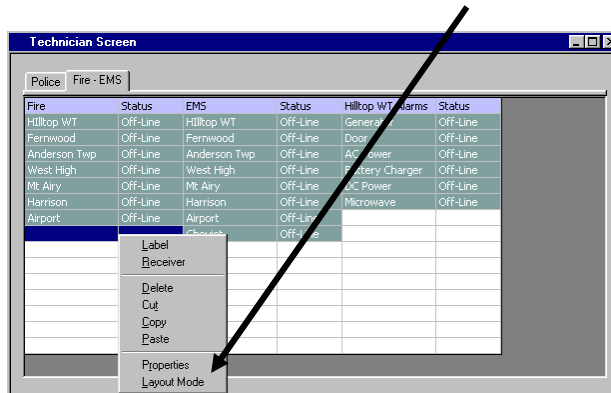 Technician Screen
Police Fire - EMS
Fire Status EMS Status Hilltop WT Alarms Status
HIlltop WT Off-Line HIlltop WT Off-Line Generator Off-Line
Fernwood Off-Line Fernwood Off-Line Door Off-Line
Anderson Twp Off-Line Anderson Twp Off-Line AC Power Off-Line
West High Off-Line West High Off-Line Battery Charger Off-Line
Mt Airy Off-Line Mt Airy Off-Line DC Power Off-Line
Harrison Off-Line Harrison Off-Line Microwave Off-Line
Airport Off-Line Airport Off-Line
Off-Line
Label
Receiver
Delete
Cut
Copy
Paste
Properties
Layout Mode